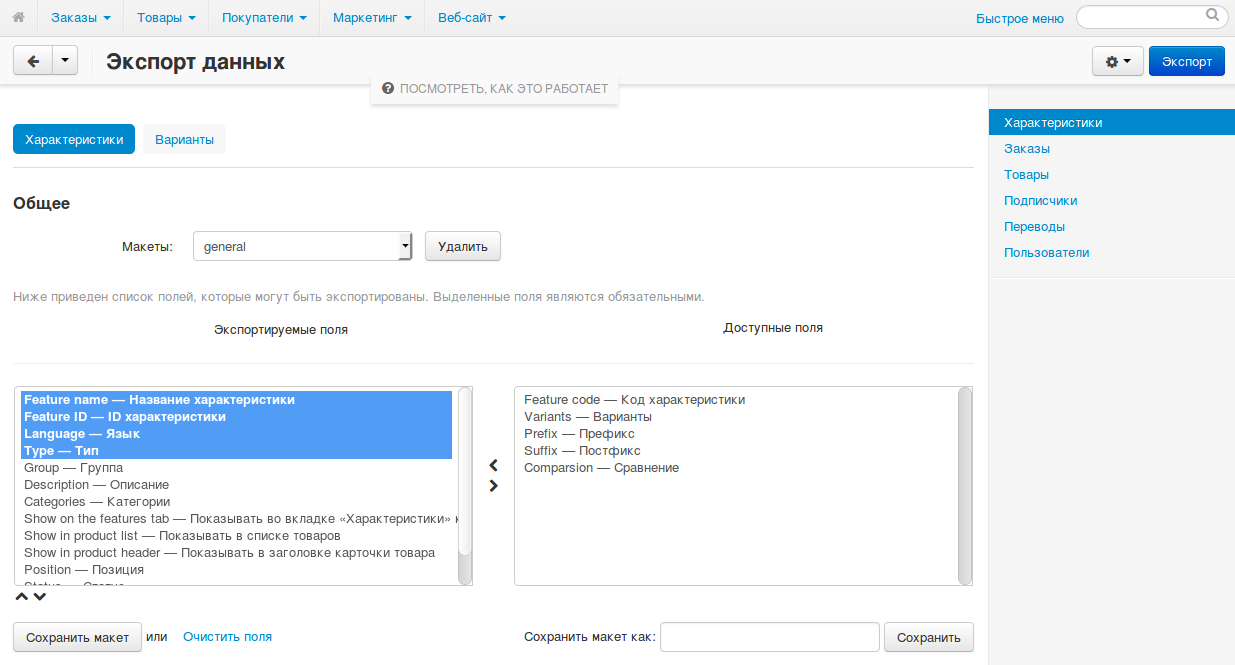 Заказы Товары Покупатели Маркетинг Веб-сайт Быстрое меню
Экспорт данных Экспорт
ПОСМОТРЕТЬ, КАК ЭТО РАБОТАЕТ
Характеристики Варианты
Общее
Макеты: general Удалить
Ниже приведен список полей, которые могут быть экспортированы. Выделенные поля являются обязательными.
Экспортируемые поля Доступные поля
Feature name — Название характеристики
Feature ID — ID характеристики
Language — Язык
Type — Тип
Group — Группа
Description — Описание
Categories — Категории
Show on the features tab — Показывать во вкладке «Характеристики»
Show in product list — Показывать в списке товаров
Show in product header — Показывать в заголовке карточки товара
Position — Позиция
Status — Статус
Feature code — Код характеристики
Variants — Варианты
Prefix — Префикс
Suffix — Постфикс
Comparsion — Сравнение
Сохранить макет или Очистить поля Сохранить макет как: Сохранить
Характеристики
Заказы
Товары
Подписчики
Переводы
Пользователи